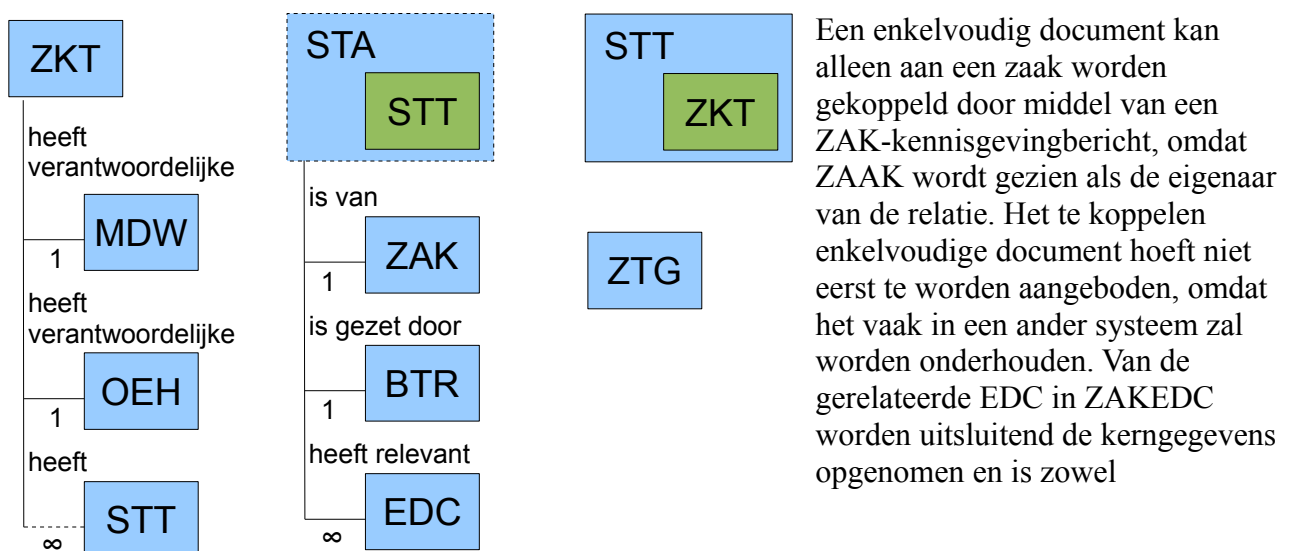 ZKT
heeft
verantwoordelijke
MDW
1
heeft
verantwoordelijke
OEH
1
heeft
STT
∞
STA
STT
is van
ZAK
1
is gezet door
BTR
1
heeft relevant
EDC
∞
STT
ZKT
ZTG
Een enkelvoudig document kan
alleen aan een zaak worden
gekoppeld door middel van een
ZAK-kennisgevingbericht, omdat
ZAAK wordt gezien als de eigenaar
van de relatie. Het te koppelen
enkelvoudige document hoeft niet
eerst te worden aangeboden, omdat
het vaak in een ander systeem zal
worden onderhouden. Van de
gerelateerde EDC in ZAKEDC
worden uitsluitend de kerngegevens
opgenomen en is zowel